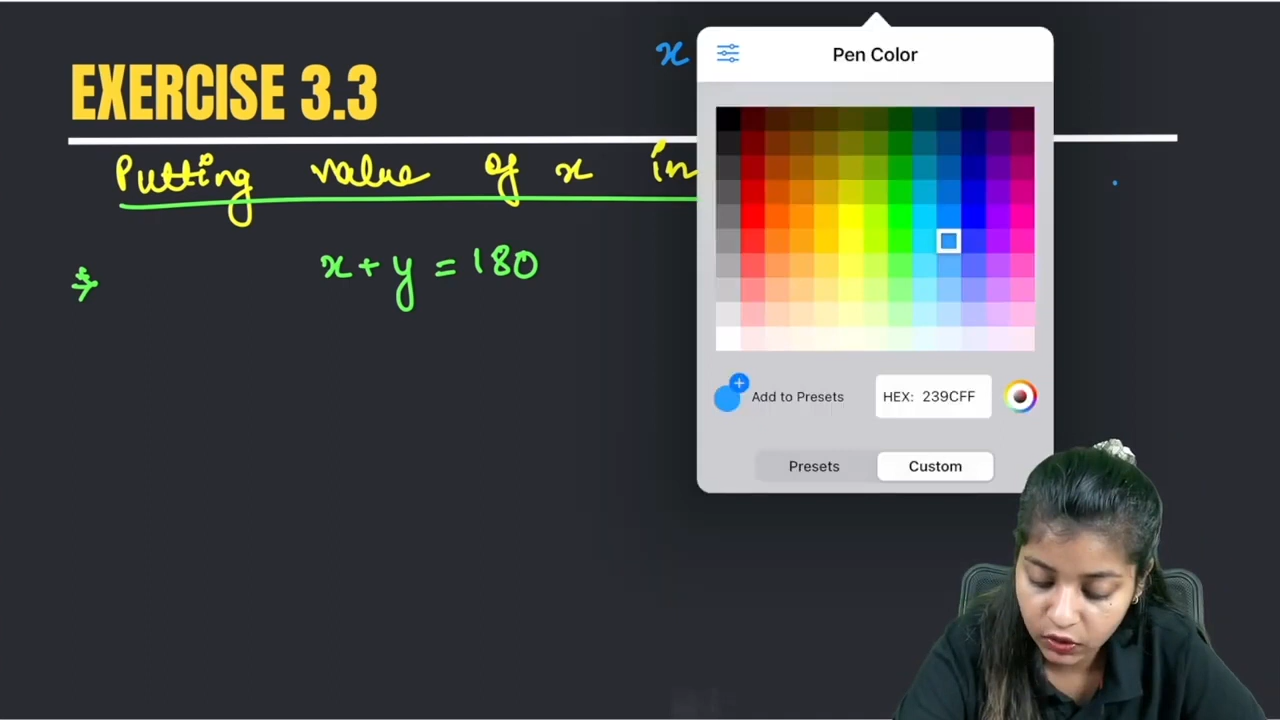 x
EXERCISE 3.3
Putting value of x in
x + y = 180
Pen Color
Add to Presets
HEX: 239CFF
Presets
Custom